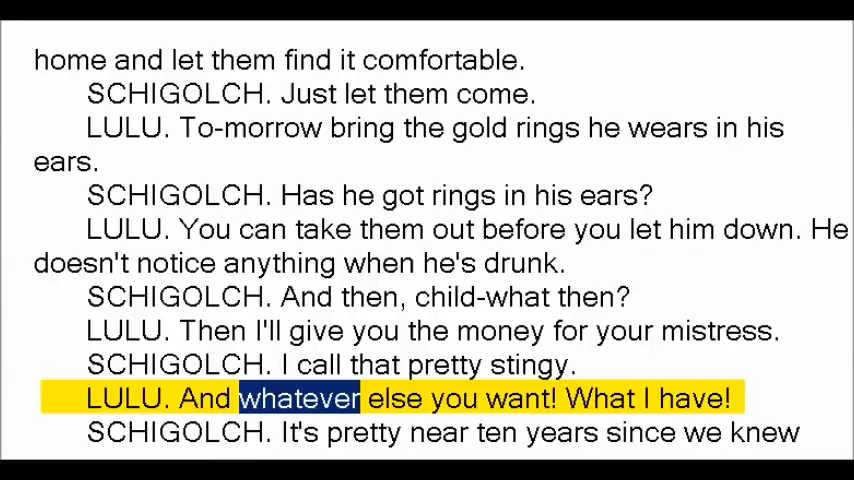 home and let them find it comfortable.
SCHIGOLCH. Just let them come.
LULU. To-morrow bring the gold rings he wears in his
ears.
SCHIGOLCH. Has he got rings in his ears?
LULU. You can take them out before you let him down. He
doesn't notice anything when he's drunk.
SCHIGOLCH. And then, child-what then?
LULU. Then I'll give you the money for your mistress.
SCHIGOLCH. I call that pretty stingy.
LULU. And whatever else you want! What I have!
SCHIGOLCH. It's pretty near ten years since we knew